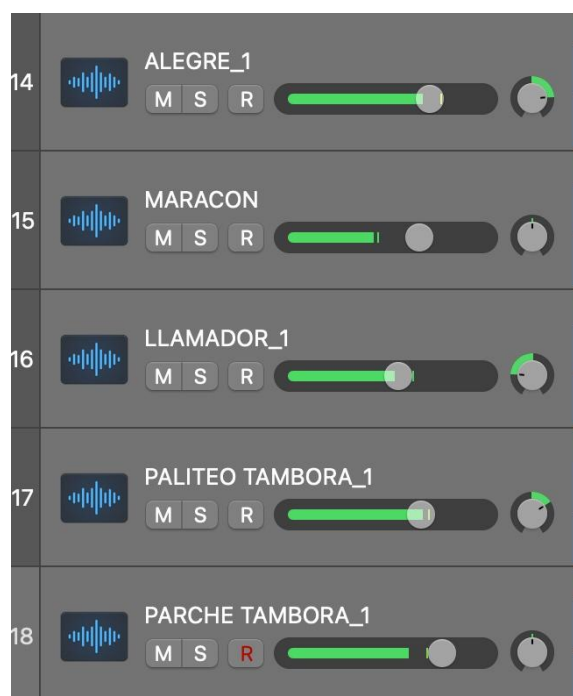 14
ALEGRE_1
M S R
15
MARACON
M S R
16
LLAMADOR_1
M S R
17
PALITEO TAMBORA_1
M S R
18
PARCHE TAMBORA_1
M S R